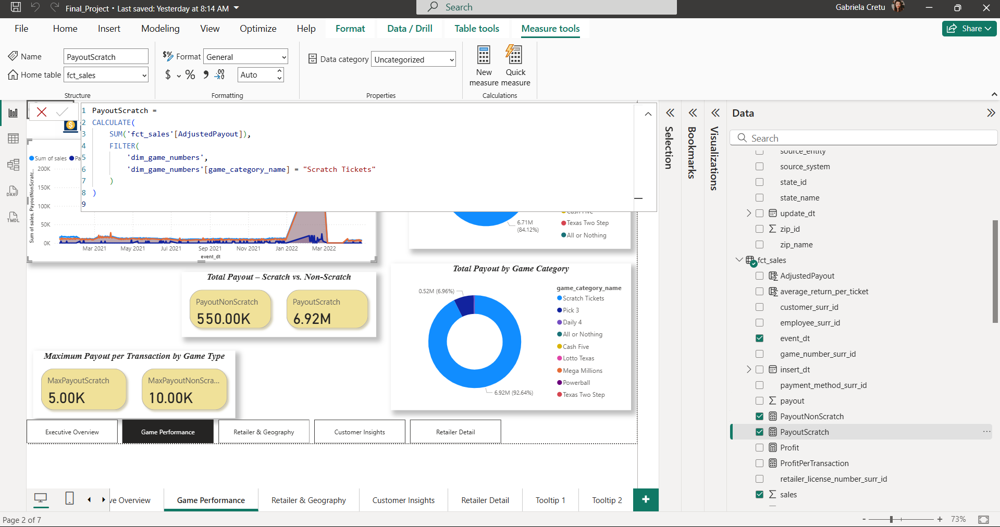 Final_Project • Last saved: Yesterday at 8:14 AM
Search
Gabriela Cretu
File Home Insert Modeling View Optimize Help Format Data / Drill Table tools Measure tools
Share
Name PayoutScratch
Home table fct_sales
Structure
Format General
$ % Auto
Formatting
Data category Uncategorized
Properties
New measure
Quick measure
Calculations
1 PayoutScratch =
2 CALCULATE(
3 SUM('fct_sales'[AdjustedPayout]),
4 FILTER(
5 'dim_game_numbers',
6 'dim_game_numbers'[game_category_name] = "Scratch Tickets"
7 )
8 )
9
DAX
TMDL
Sum of sales Pa
Sum of sales, PayoutNonScratc...
200K
150K
100K
50K
0K
Mar 2021 May 2021 Jul 2021 Sep 2021 Nov 2021 Jan 2022 Mar 2022
event_dt
6.71M
(84.12%)
Cash Five
Texas Two Step
All or Nothing
Total Payout – Scratch vs. Non-Scratch
PayoutNonScratch
550.00K
PayoutScratch
6.92M
Maximum Payout per Transaction by Game Type
MaxPayoutScratch
5.00K
MaxPayoutNonScra...
10.00K
Total Payout by Game Category
0.52M (6.96%)
6.92M (92.64%)
game_category_name
Scratch Tickets
Pick 3
Daily 4
All or Nothing
Cash Five
Lotto Texas
Mega Millions
Powerball
Texas Two Step
Executive Overview
Game Performance
Retailer & Geography
Customer Insights
Retailer Detail
Selection
Bookmarks
Visualizations
Data
Search
source_entity
source_system
state_id
state_name
update_dt
zip_id
zip_name
fct_sales
AdjustedPayout
average_return_per_ticket
customer_surr_id
employee_surr_id
event_dt
game_number_surr_id
insert_dt
payment_method_surr_id
payout
PayoutNonScratch
PayoutScratch
Profit
ProfitPerTransaction
retailer_license_number_surr_id
sales
ve Overview Game Performance Retailer & Geography Customer Insights Retailer Detail Tooltip 1 Tooltip 2
Page 2 of 7
- + 73%